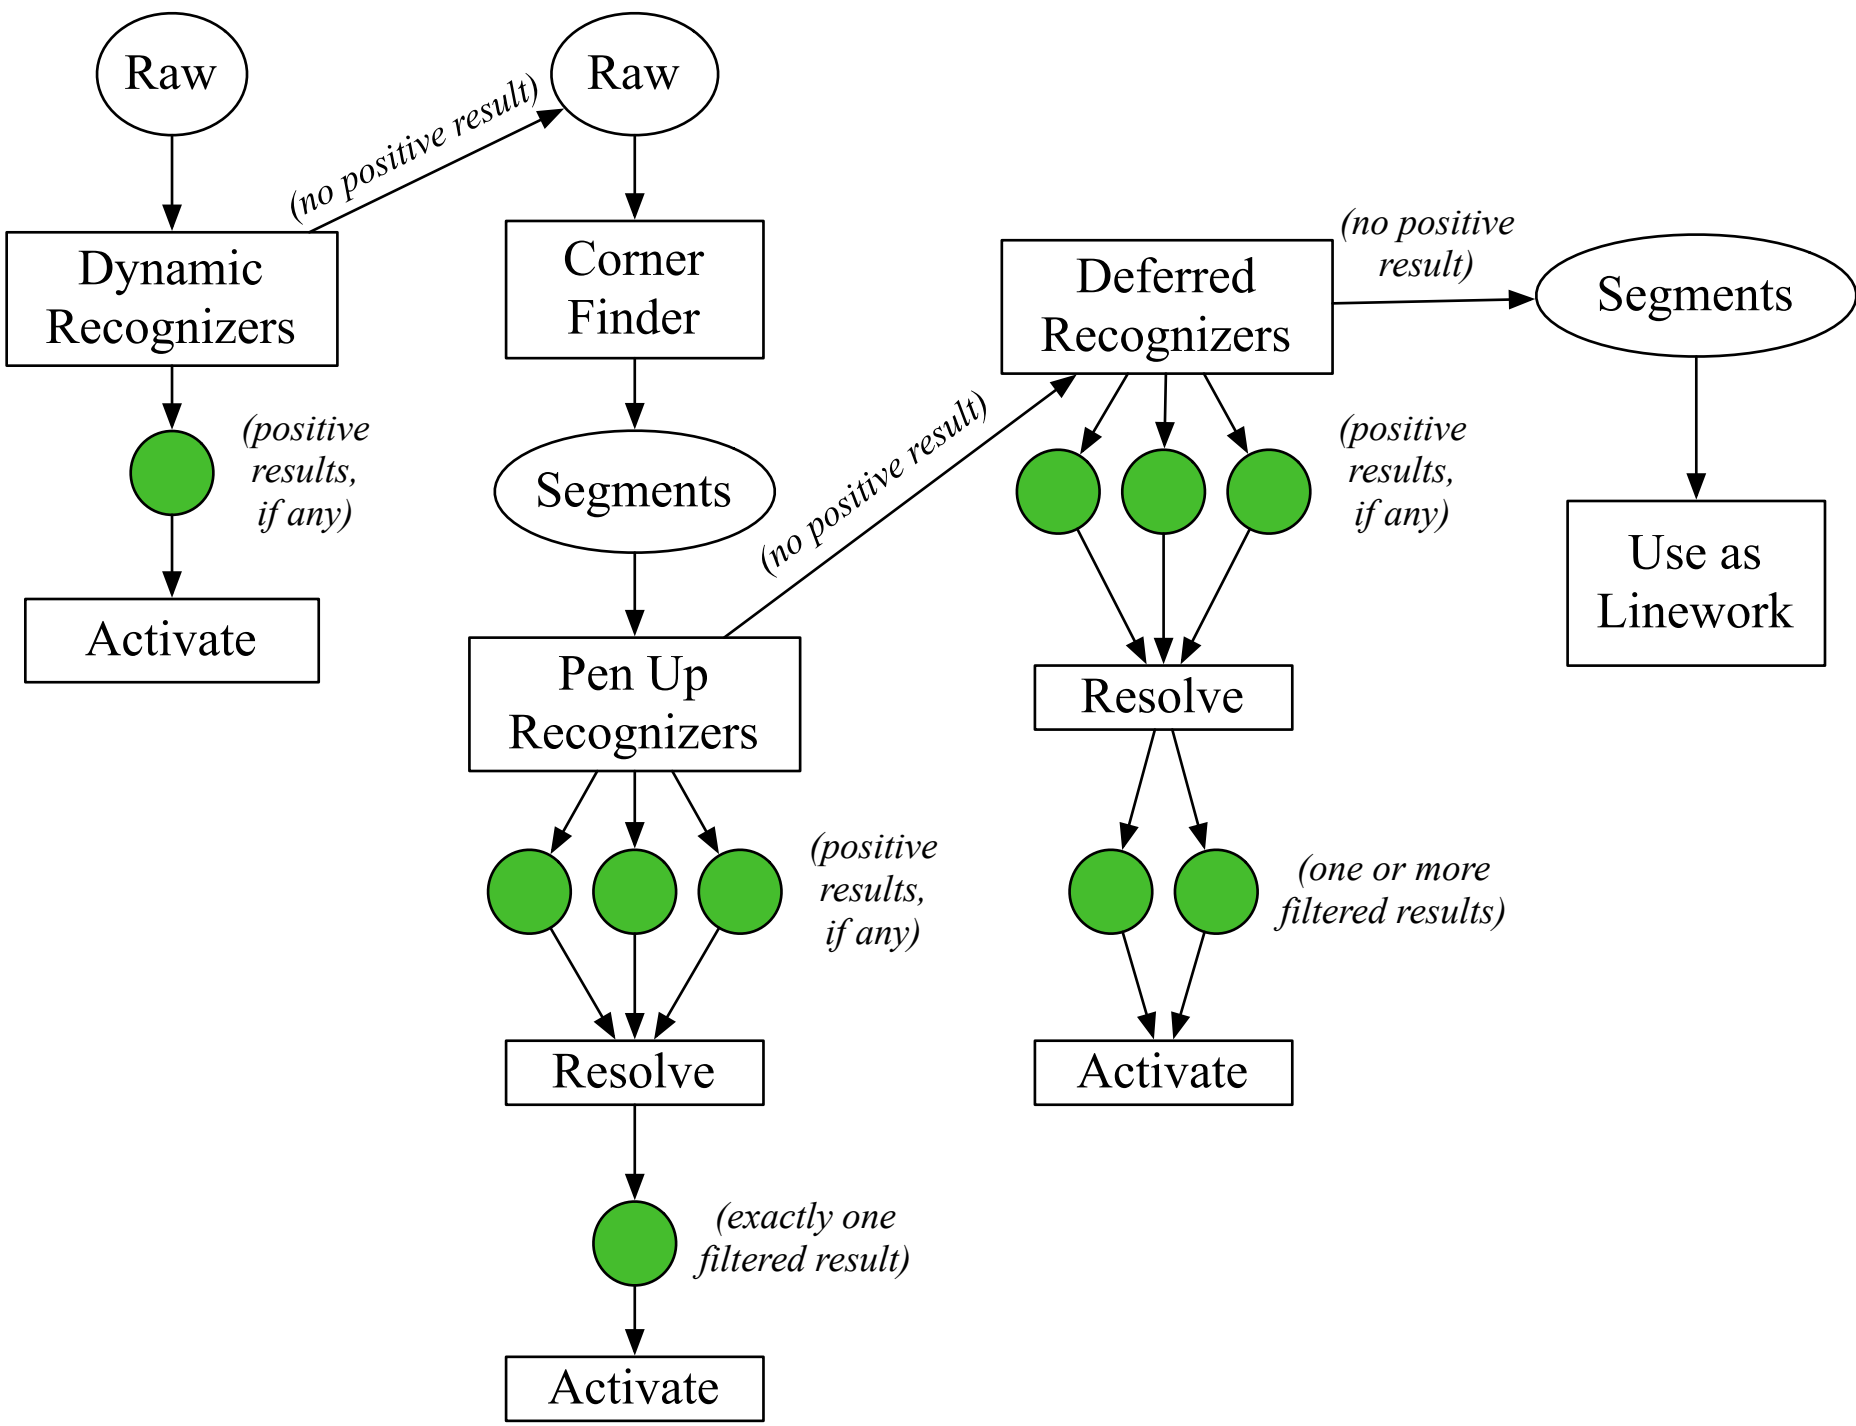 Raw
Dynamic
Recognizers
(positive
results,
if any)
Activate
(no positive result)
Raw
Corner
Finder
Segments
Pen Up
Recognizers
(positive
results,
if any)
Resolve
(exactly one
filtered result)
Activate
(no positive result)
Deferred
Recognizers
(positive
results,
if any)
Resolve
(one or more
filtered results)
Activate
(no positive
result)
Segments
Use as
Linework